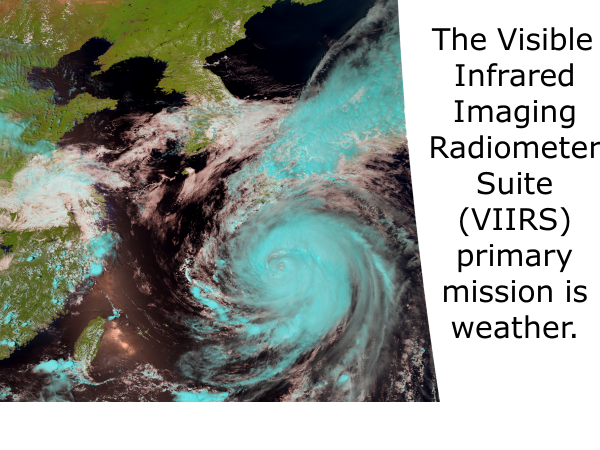 The Visible
Infrared
Imaging
Radiometer
Suite
(VIIRS)
primary
mission is
weather.